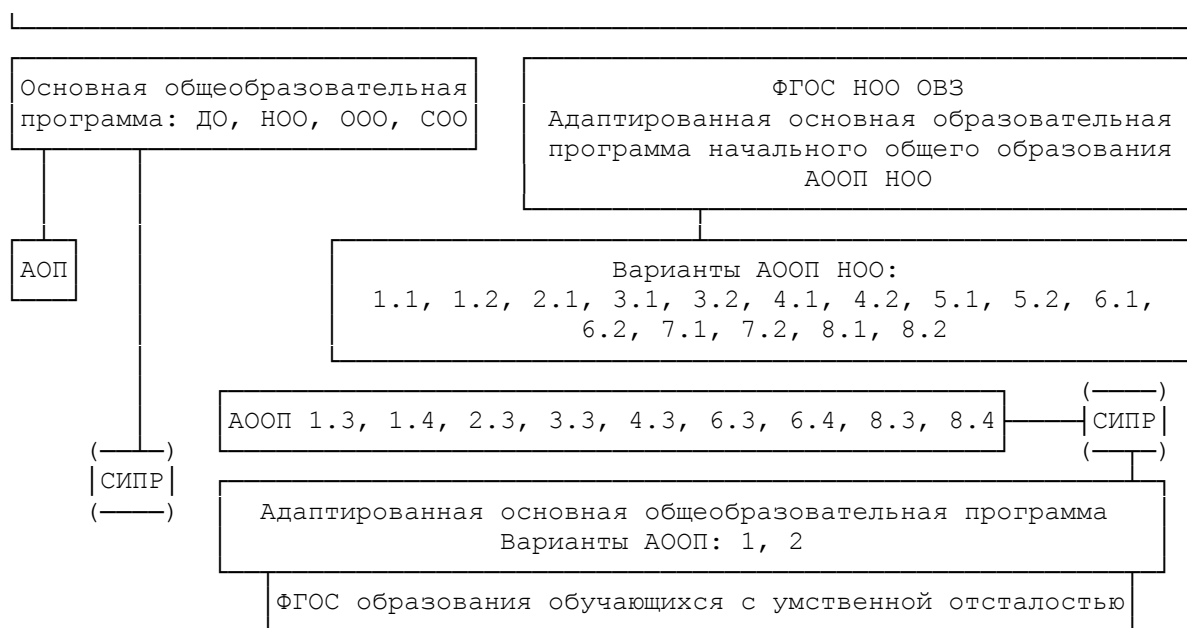 Основная общеобразовательная
программа: ДО, НОО, ООО, СОО
ФГОС НОО ОВЗ
Адаптированная основная образовательная
программа начального общего образования
АООП НОО
АОП
Варианты АООП НОО:
1.1, 1.2, 2.1, 3.1, 3.2, 4.1, 4.2, 5.1, 5.2, 6.1,
6.2, 7.1, 7.2, 8.1, 8.2
АООП 1.3, 1.4, 2.3, 3.3, 4.3, 6.3, 6.4, 8.3, 8.4
СИПР
СИПР
Адаптированная основная общеобразовательная программа
Варианты АООП: 1, 2
ФГОС образования обучающихся с умственной отсталостью